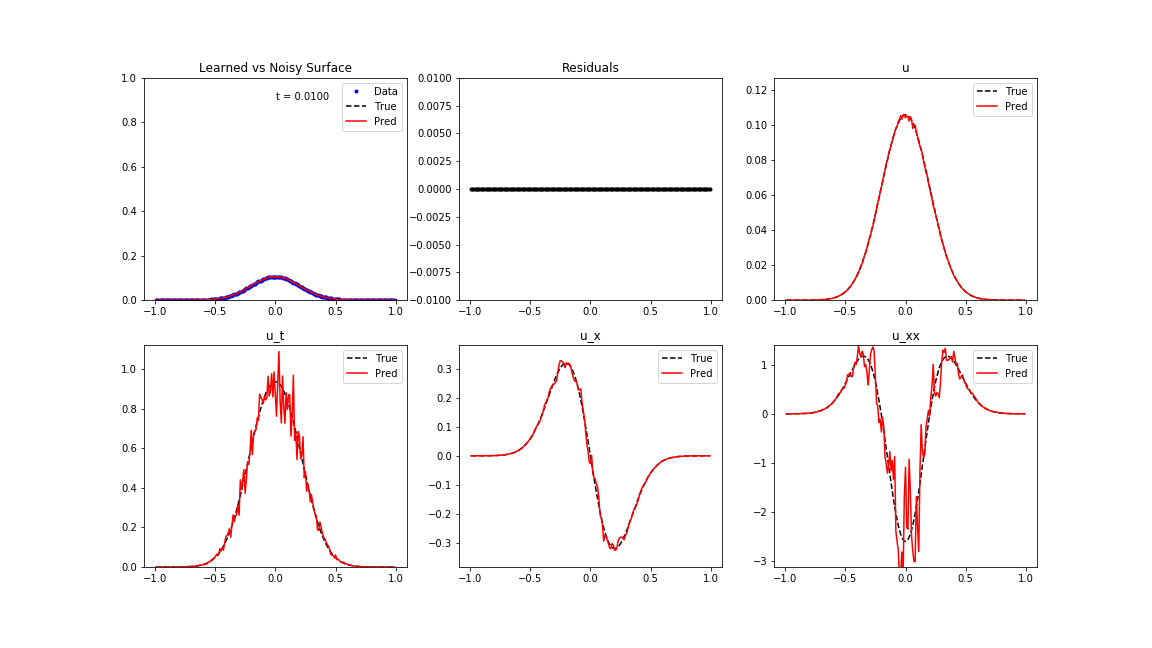 Learned vs Noisy Surface
1.0
0.8
0.6
0.4
0.2
0.0
−1.0 −0.5 0.0 0.5 1.0
t = 0.0100
Data
True
Pred
Residuals
0.0100
0.0075
0.0050
0.0025
0.0000
−0.0025
−0.0050
−0.0075
−0.0100
−1.0 −0.5 0.0 0.5 1.0
u
0.12
0.10
0.08
0.06
0.04
0.02
0.00
−1.0 −0.5 0.0 0.5 1.0
True
Pred
u_t
1.0
0.8
0.6
0.4
0.2
0.0
−1.0 −0.5 0.0 0.5 1.0
True
Pred
u_x
0.3
0.2
0.1
0.0
−0.1
−0.2
−0.3
−1.0 −0.5 0.0 0.5 1.0
True
Pred
u_xx
1
0
−1
−2
−3
−1.0 −0.5 0.0 0.5 1.0
True
Pred